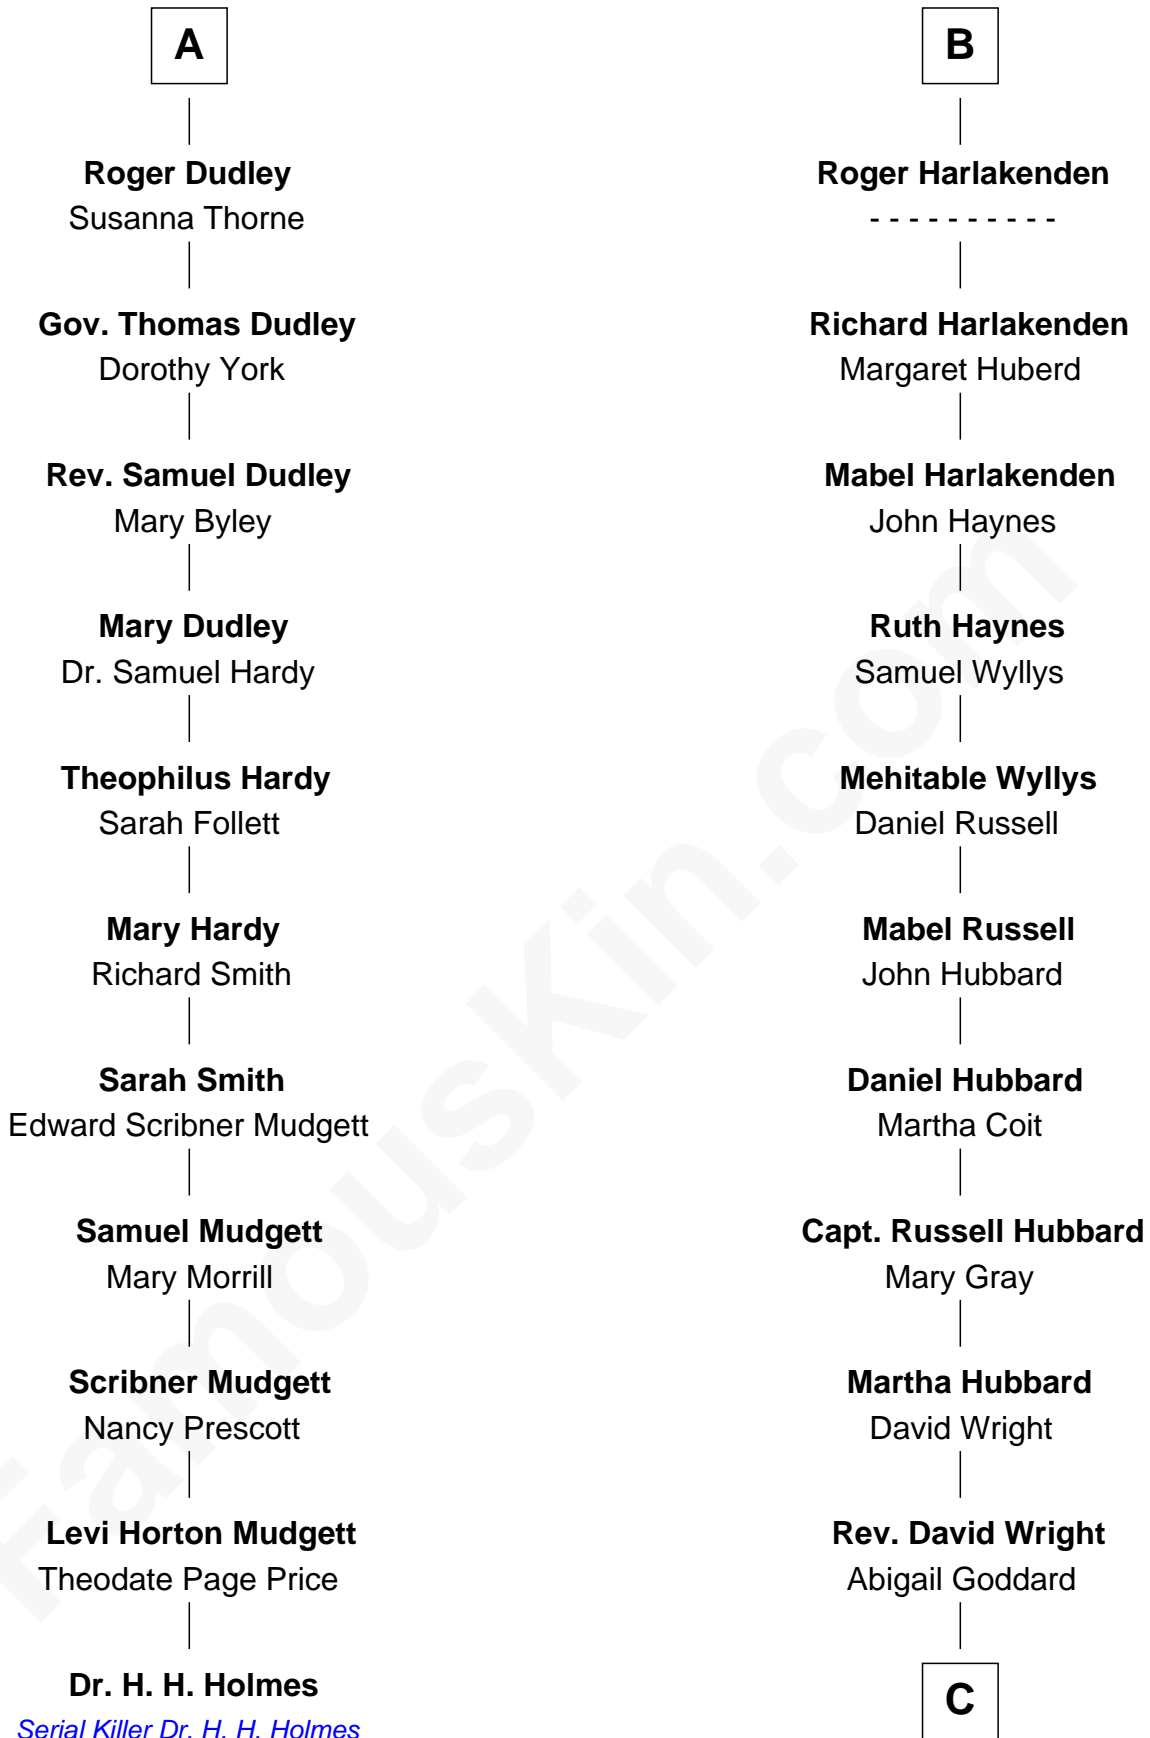 A
Roger Dudley
Susanna Thorne
Gov. Thomas Dudley
Dorothy York
Rev. Samuel Dudley
Mary Byley
Mary Dudley
Dr. Samuel Hardy
Theophilus Hardy
Sarah Follett
Mary Hardy
Richard Smith
Sarah Smith
Edward Scribner Mudgett
Samuel Mudgett
Mary Morrill
Scribner Mudgett
Nancy Prescott
Levi Horton Mudgett
Theodate Page Price
Dr. H. H. Holmes
Serial Killer Dr. H. H. Holmes
B
Roger Harlakenden
- - - - - - - - - -
Richard Harlakenden
Margaret Huberd
Mabel Harlakenden
John Haynes
Ruth Haynes
Samuel Wyllys
Mehitable Wyllys
Daniel Russell
Mabel Russell
John Hubbard
Daniel Hubbard
Martha Coit
Capt. Russell Hubbard
Mary Gray
Martha Hubbard
David Wright
Rev. David Wright
Abigail Goddard
C
FamousKin.com